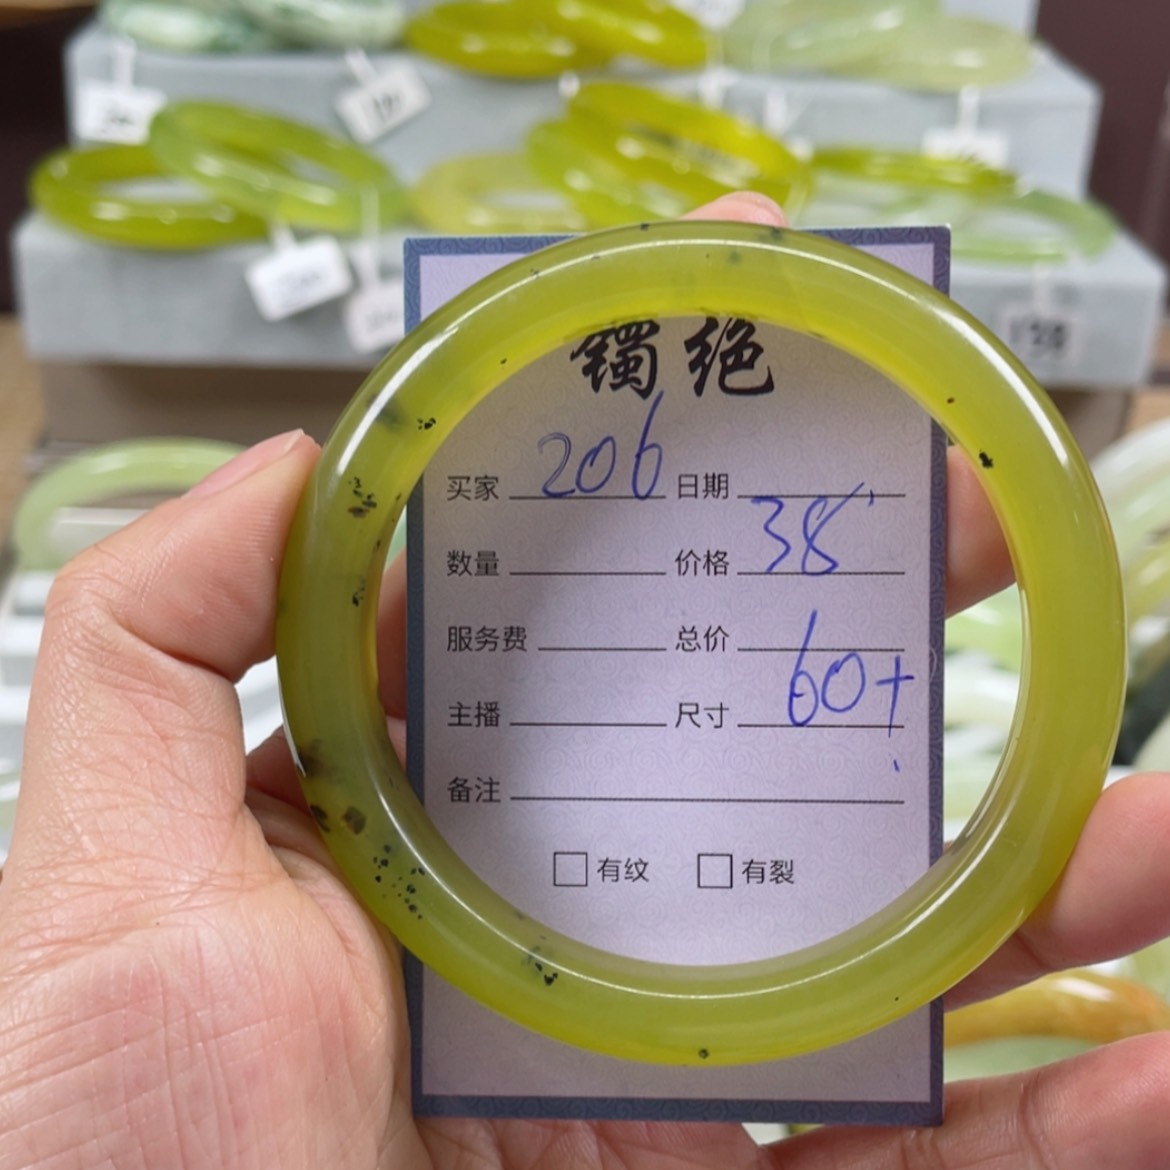 镯绝
买家 206 日期
数量 价格 38
服务费 总价
主播 尺寸 60+
备注
□ 有纹 □ 有裂
198